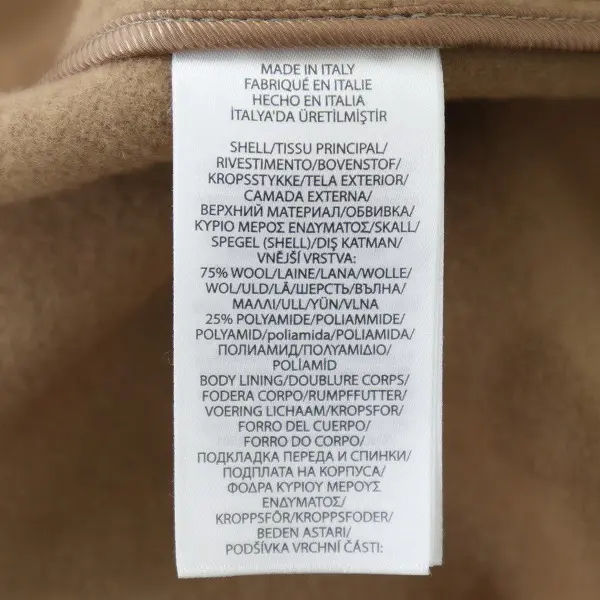 MADE IN ITALY
FABRIQUÉ EN ITALIE
HECHO EN ITALIA
İTALYA'DA ÜRETİLMİŞTİR
SHELL/TISSU PRINCIPAL/
RIVESTIMENTO/BOVENSTOF/
KROPSSTYKKE/TELA EXTERIOR/
CAMADA EXTERNA/
ВЕРХНИЙ МАТЕРИАЛ/ОБВИВКА/
ΚΥΡΙΟ ΜΕΡΟΣ ΕΝΔΥΜΑΤΟΣ/SKALL/
SPEGEL (SHELL)/DIŞ KATMAN/
VNĚJŠÍ VRSTVA:
75% WOOL/LAINE/LANA/WOLLE/
WOL/ULD/LÃ/ШЕРСТЬ/ВЪЛНА/
ΜΑΛΛΙ/ULL/YÜN/VLNA
25% POLYAMIDE/POLIAMMIDE/
POLYAMID/poliamida/POLIAMIDA/
ПОЛИАМИД/ΠΟΛΥΑΜΙΔΙΟ/
POLÍAMÍD
BODY LINING/DOUBLURE CORPS/
FODERA CORPO/RUMPFFUTTER/
VOERING LICHAAM/KROPSFOR/
FORRO DEL CUERPO/
FORRO DO CORPO/
ПОДКЛАДКА ПЕРЕДА И СПИНКИ/
ПОДПЛАТА НА КОРПУСА/
ΦΟΔΡΑ ΚΥΡΙΟΥ ΜΕΡΟΥΣ
ΕΝΔΥΜΑΤΟΣ/
KROPPSFÔR/KROPPSFODER/
BEDEN ASTARI/
PODŠÍVKA VRCHNÍ ČÁSTI: